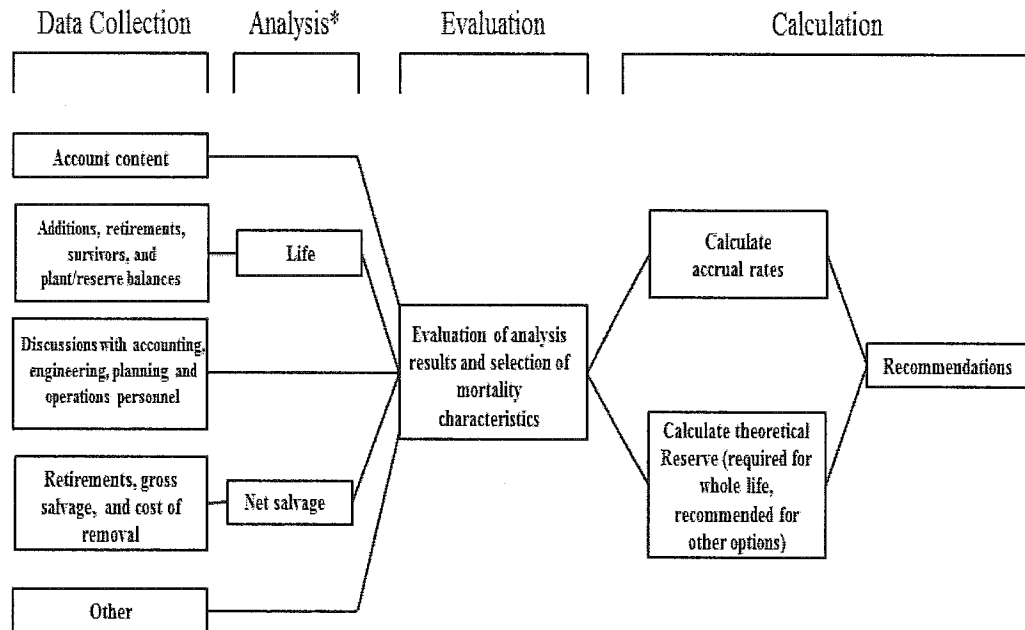 Data Collection
Analysis*
Evaluation
Calculation
Account content
Additions, retirements,
survivors, and
plant/reserve balances
Life
Discussions with accounting,
engineering, planning and
operations personnel
Retirements, gross
salvage, and cost of
removal
Net salvage
Other
Evaluation of analysis
results and selection of
mortality
characteristics
Calculate
accrual rates
Calculate theoretical
Reserve (required for
whole life,
recommended for
other options)
Recommendations